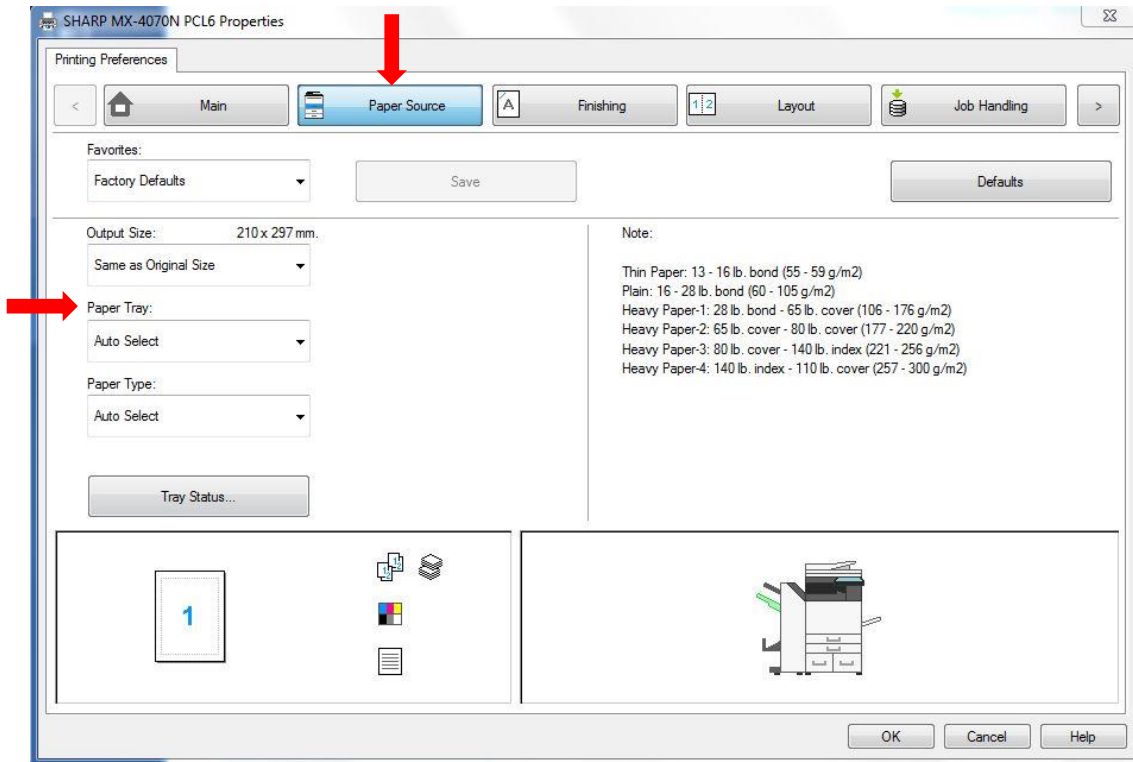 SHARP MX-4070N PCL6 Properties
Printing Preferences
< Main Paper Source Finishing 1 2 Layout Job Handling >
Favorites:
Factory Defaults Save Defaults
Output Size: 210 x 297 mm.
Same as Original Size
Paper Tray:
Auto Select
Paper Type:
Auto Select
Tray Status...
Note:
Thin Paper: 13 - 16 lb. bond (55 - 59 g/m2)
Plain: 16 - 28 lb. bond (60 - 105 g/m2)
Heavy Paper-1: 28 lb. bond - 65 lb. cover (106 - 176 g/m2)
Heavy Paper-2: 65 lb. cover - 80 lb. cover (177 - 220 g/m2)
Heavy Paper-3: 80 lb. cover - 140 lb. index (221 - 256 g/m2)
Heavy Paper-4: 140 lb. index - 110 lb. cover (257 - 300 g/m2)
1
OK Cancel Help